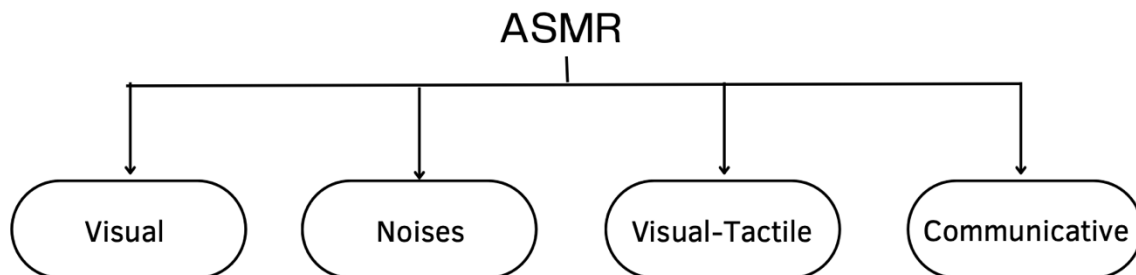 ASMR
Visual
Noises
Visual-Tactile
Communicative